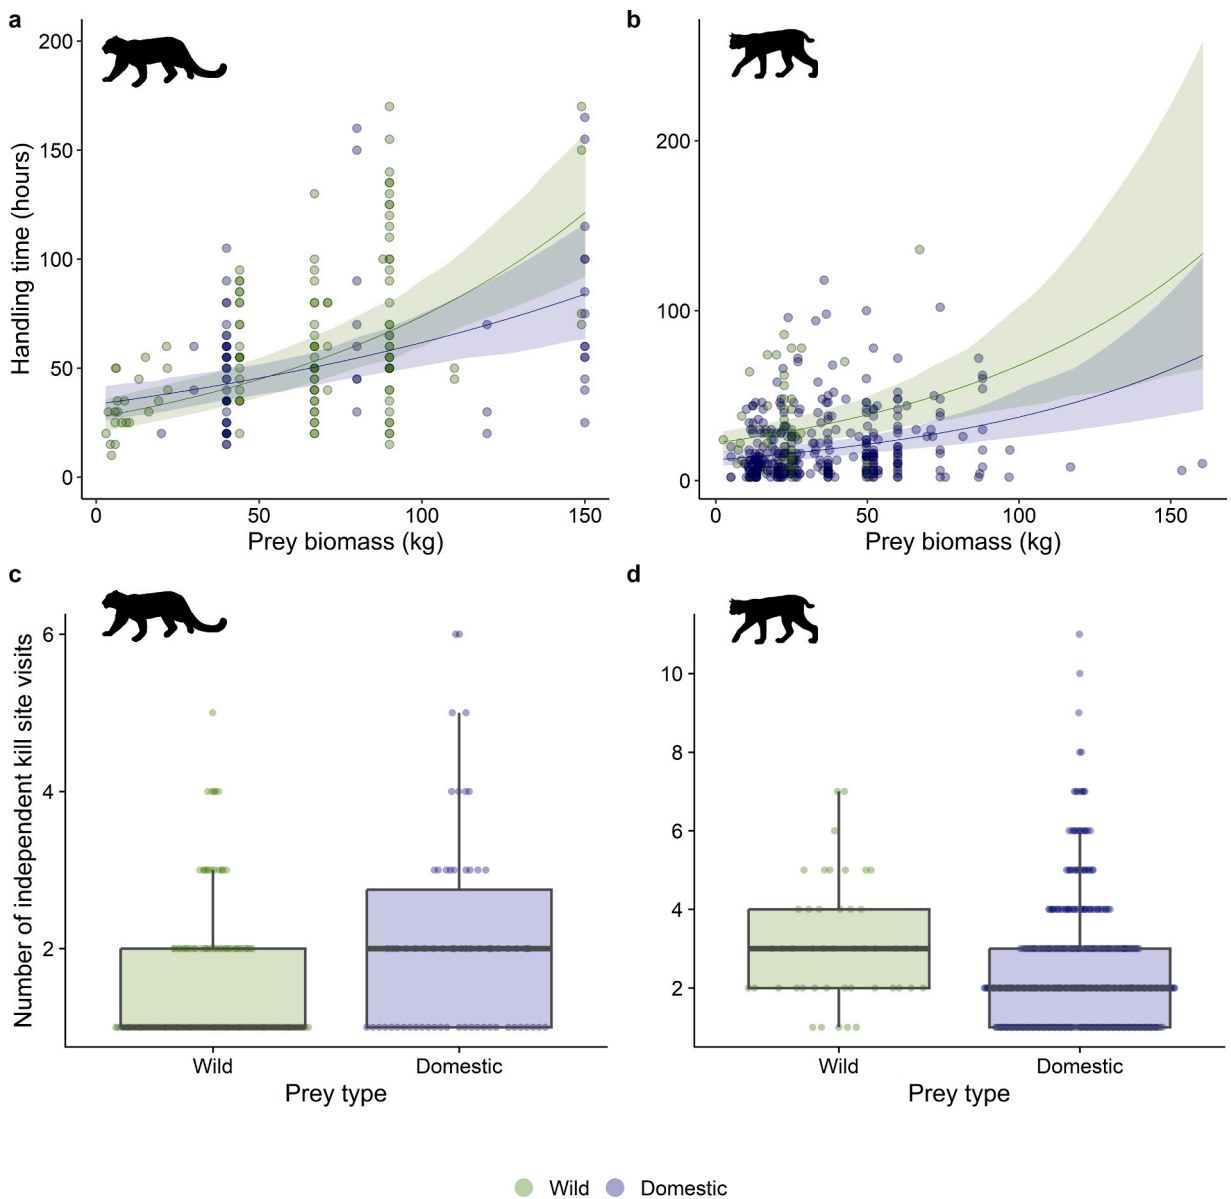 a
200
150
100
50
0
Handling time (hours)
0 50 100 150
Prey biomass (kg)
b
200
100
0
0 50 100 150
Prey biomass (kg)
c
6
4
2
Number of independent kill site visits
Wild Domestic
Prey type
d
10
8
6
4
2
Wild Domestic
Prey type
Wild Domestic